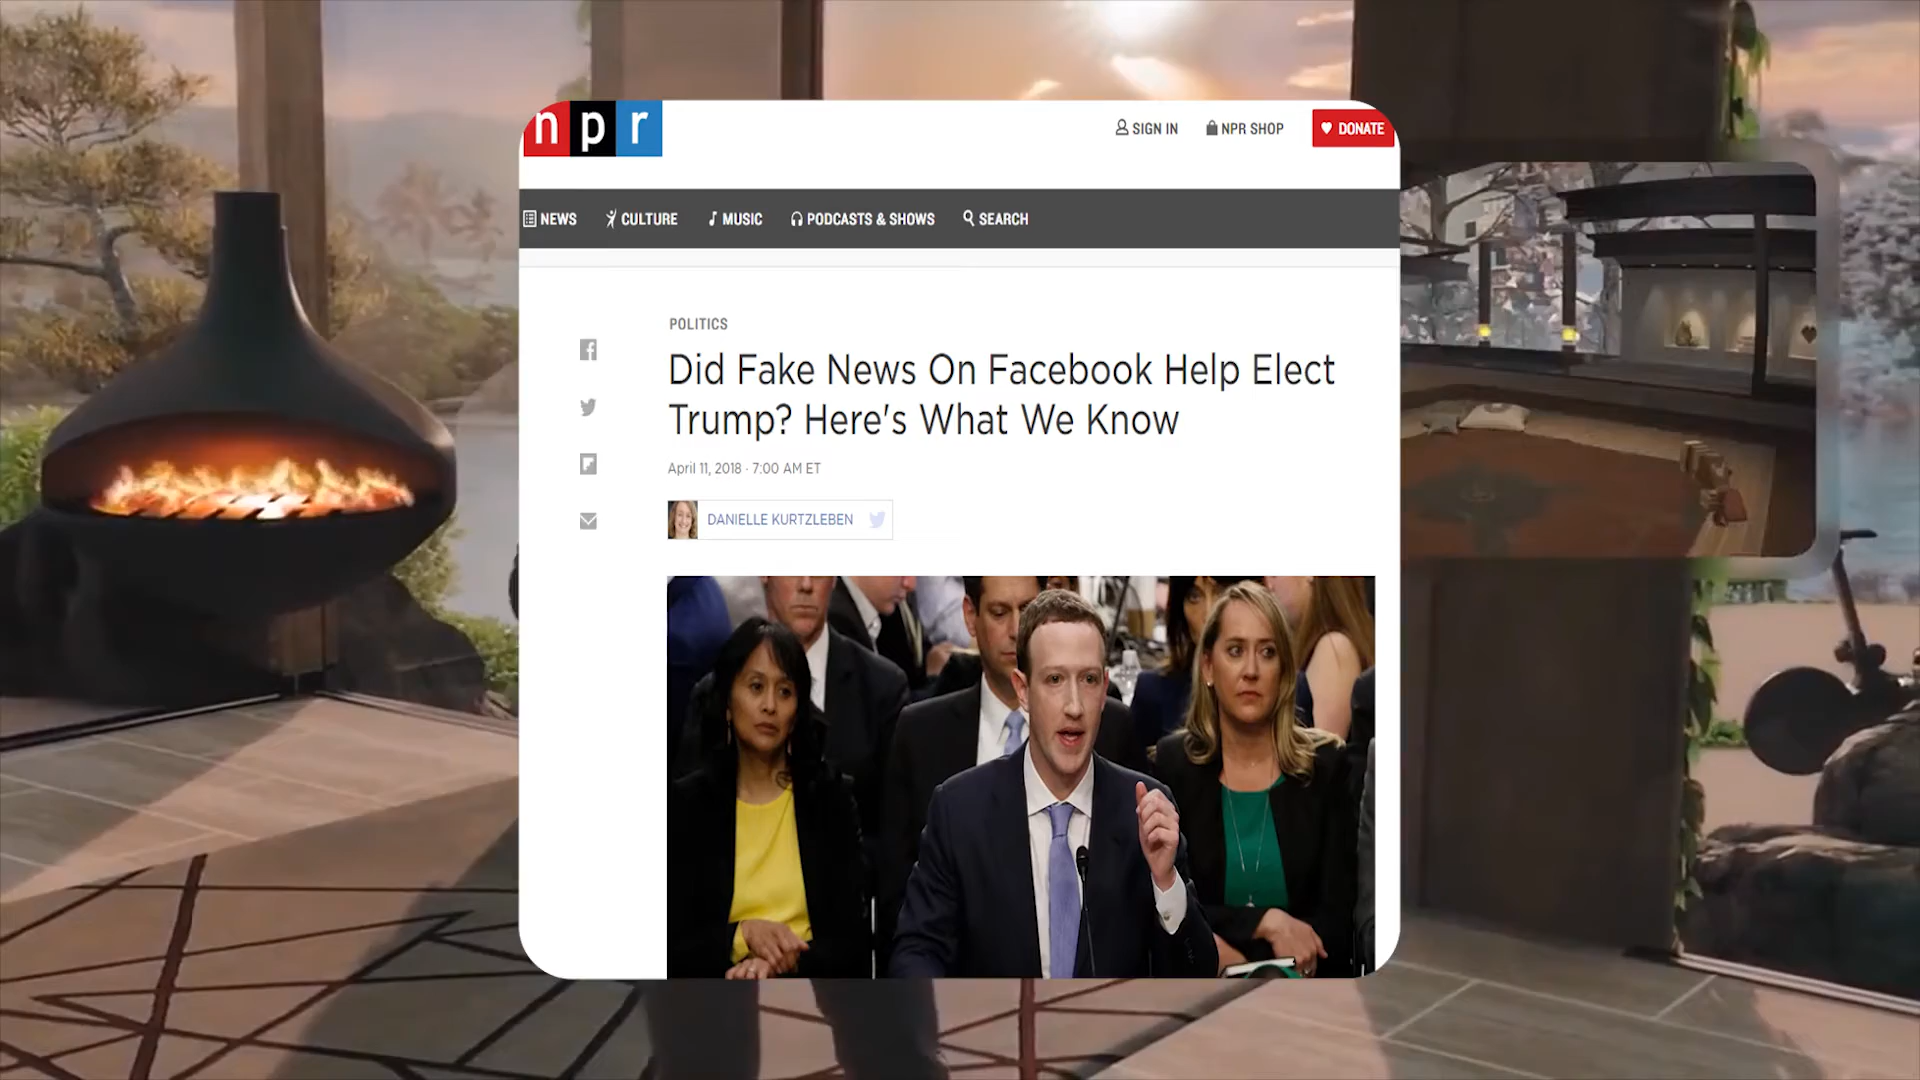 npr
SIGN IN
NPR SHOP
DONATE
NEWS
CULTURE
MUSIC
PODCASTS & SHOWS
SEARCH
POLITICS
Did Fake News On Facebook Help Elect
Trump? Here's What We Know
April 11, 2018 · 7:00 AM ET
DANIELLE KURTZLEBEN